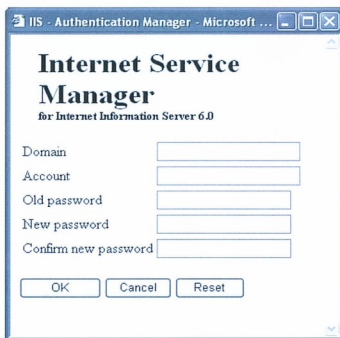 IIS - Authentication Manager - Microsoft ...
Internet Service
Manager
for Internet Information Server 6.0
Domain
Account
Old password
New password
Confirm new password
OK Cancel Reset